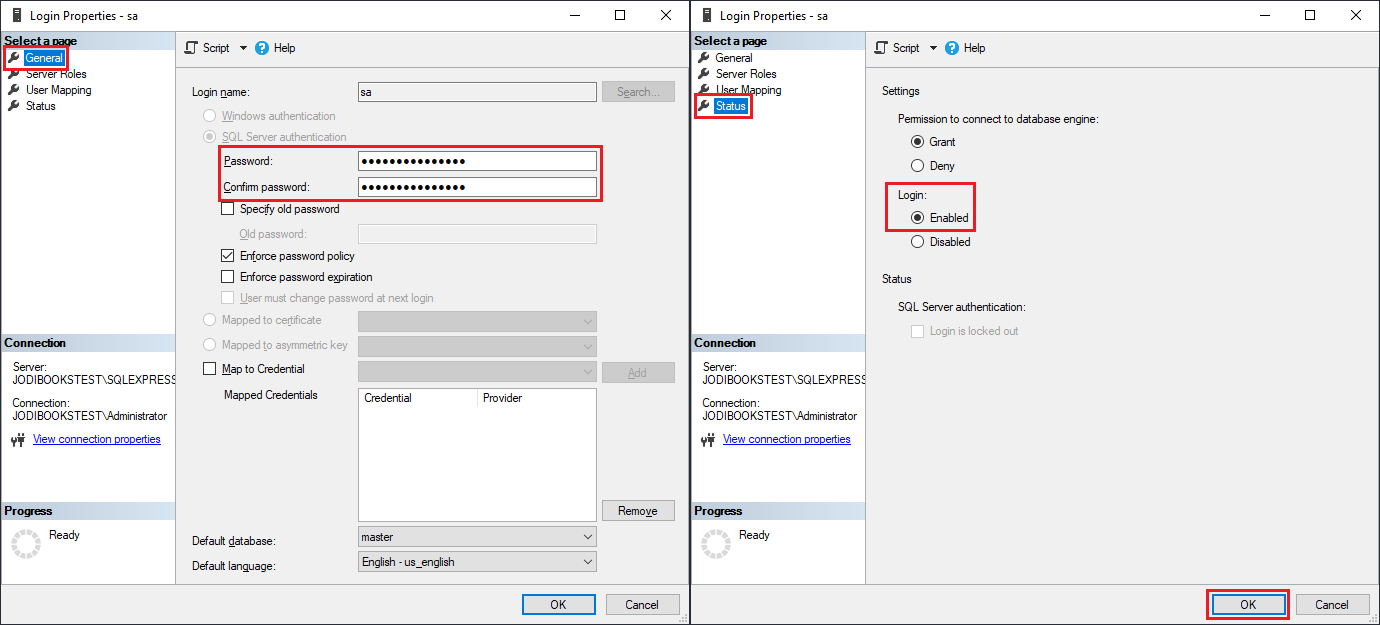 Login Properties - sa
Select a page
General
Server Roles
User Mapping
Status
Connection
Server:
JODIBOOKSTEST\SQLEXPRESS
Connection:
JODIBOOKSTEST\Administrator
View connection properties
Progress
Ready
Script
Help
Login name:
sa
Search...
Windows authentication
SQL Server authentication
Password:
●●●●●●●●●●●●●●●
Confirm password:
●●●●●●●●●●●●●●●
Specify old password
Old password:
Enforce password policy
Enforce password expiration
User must change password at next login
Mapped to certificate
Mapped to asymmetric key
Map to Credential
Add
Mapped Credentials
Credential
Provider
Remove
Default database:
master
Default language:
English - us_english
OK
Cancel
Login Properties - sa
Select a page
General
Server Roles
User Mapping
Status
Connection
Server:
JODIBOOKSTEST\SQLEXPRESS
Connection:
JODIBOOKSTEST\Administrator
View connection properties
Progress
Ready
Script
Help
Settings
Permission to connect to database engine:
Grant
Deny
Login:
Enabled
Disabled
Status
SQL Server authentication:
Login is locked out
OK
Cancel